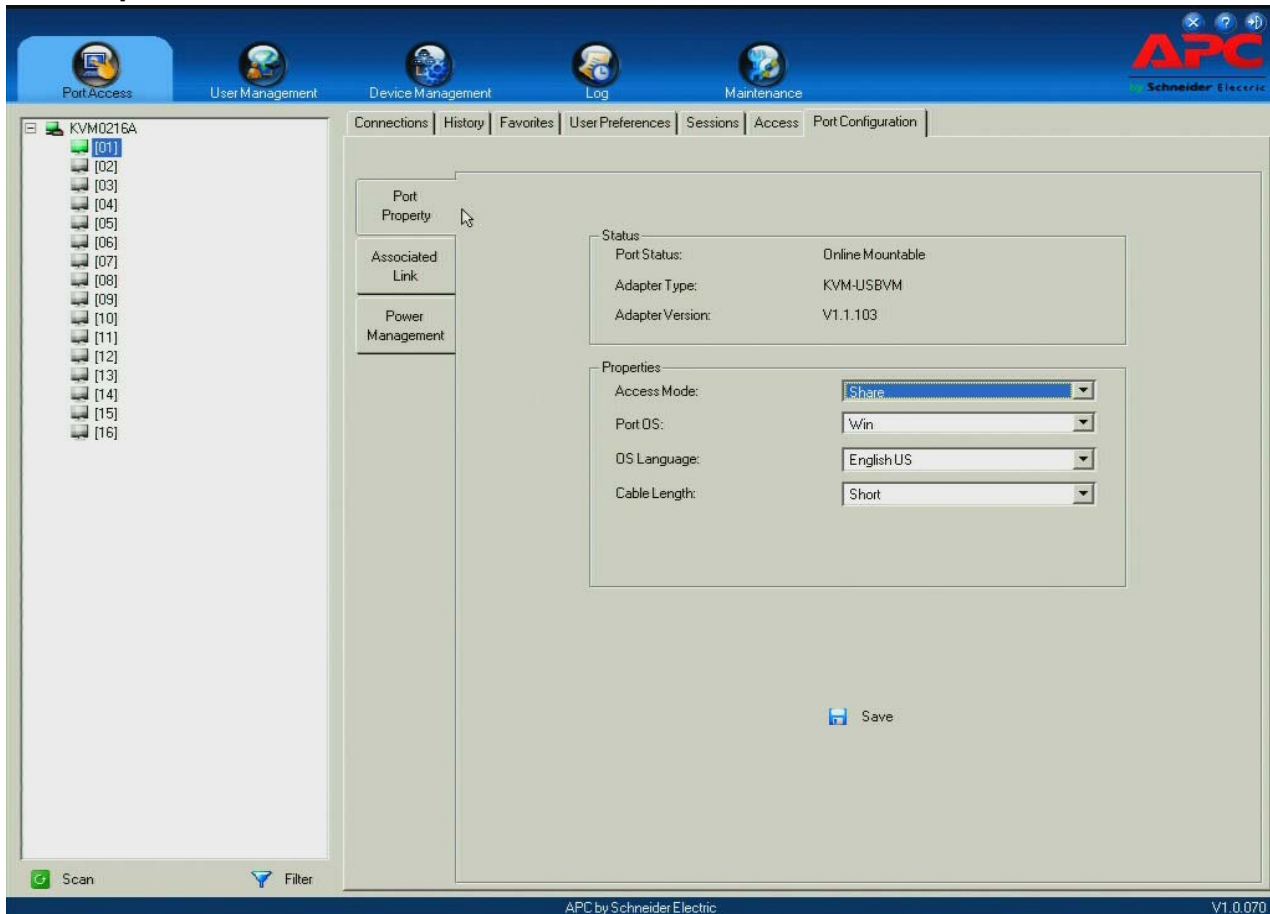 APC
by Schneider Electric
Port Access
User Management
Device Management
Log
Maintenance
KVM0216A
[01]
[02]
[03]
[04]
[05]
[06]
[07]
[08]
[09]
[10]
[11]
[12]
[13]
[14]
[15]
[16]
Scan
Filter
Connections
History
Favorites
User Preferences
Sessions
Access
Port Configuration
Port
Property
Associated
Link
Power
Management
Status
Port Status: Online Mountable
Adapter Type: KVM-USBVM
Adapter Version: V1.1.103
Properties
Access Mode: Share
Port OS: Win
OS Language: English US
Cable Length: Short
Save
APC by Schneider Electric
V1.0.070